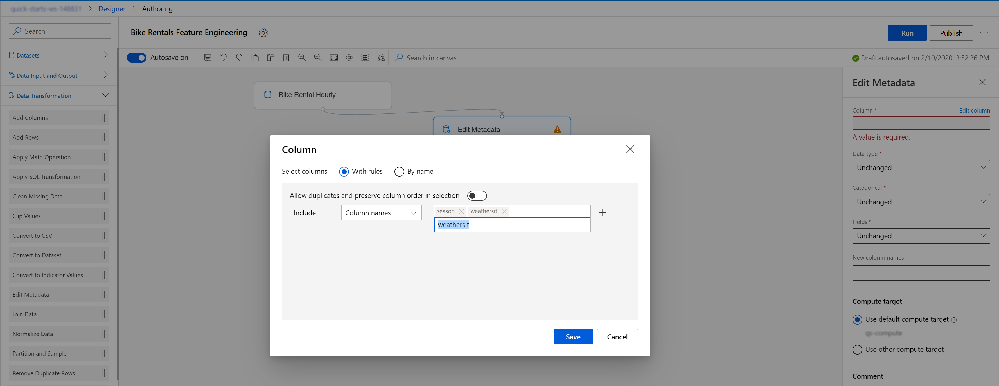 Designer > Authoring
Search
Datasets
Data Input and Output
Data Transformation
Add Columns
Add Rows
Apply Math Operation
Apply SQL Transformation
Clean Missing Data
Clip Values
Convert to CSV
Convert to Dataset
Convert to Indicator Values
Edit Metadata
Join Data
Normalize Data
Partition and Sample
Remove Duplicate Rows
Bike Rentals Feature Engineering
Run
Publish
Autosave on
Search in canvas
Draft autosaved on 2/10/2020, 3:52:36 PM
Bike Rental Hourly
Edit Metadata
Column
Select columns With rules By name
Allow duplicates and preserve column order in selection
Include Column names season weathersit
weathersit
Save Cancel
Edit Metadata
Column * Edit column
A value is required.
Data type *
Unchanged
Categorical *
Unchanged
Fields *
Unchanged
New column names
Compute target
Use default compute target
Use other compute target
Comment